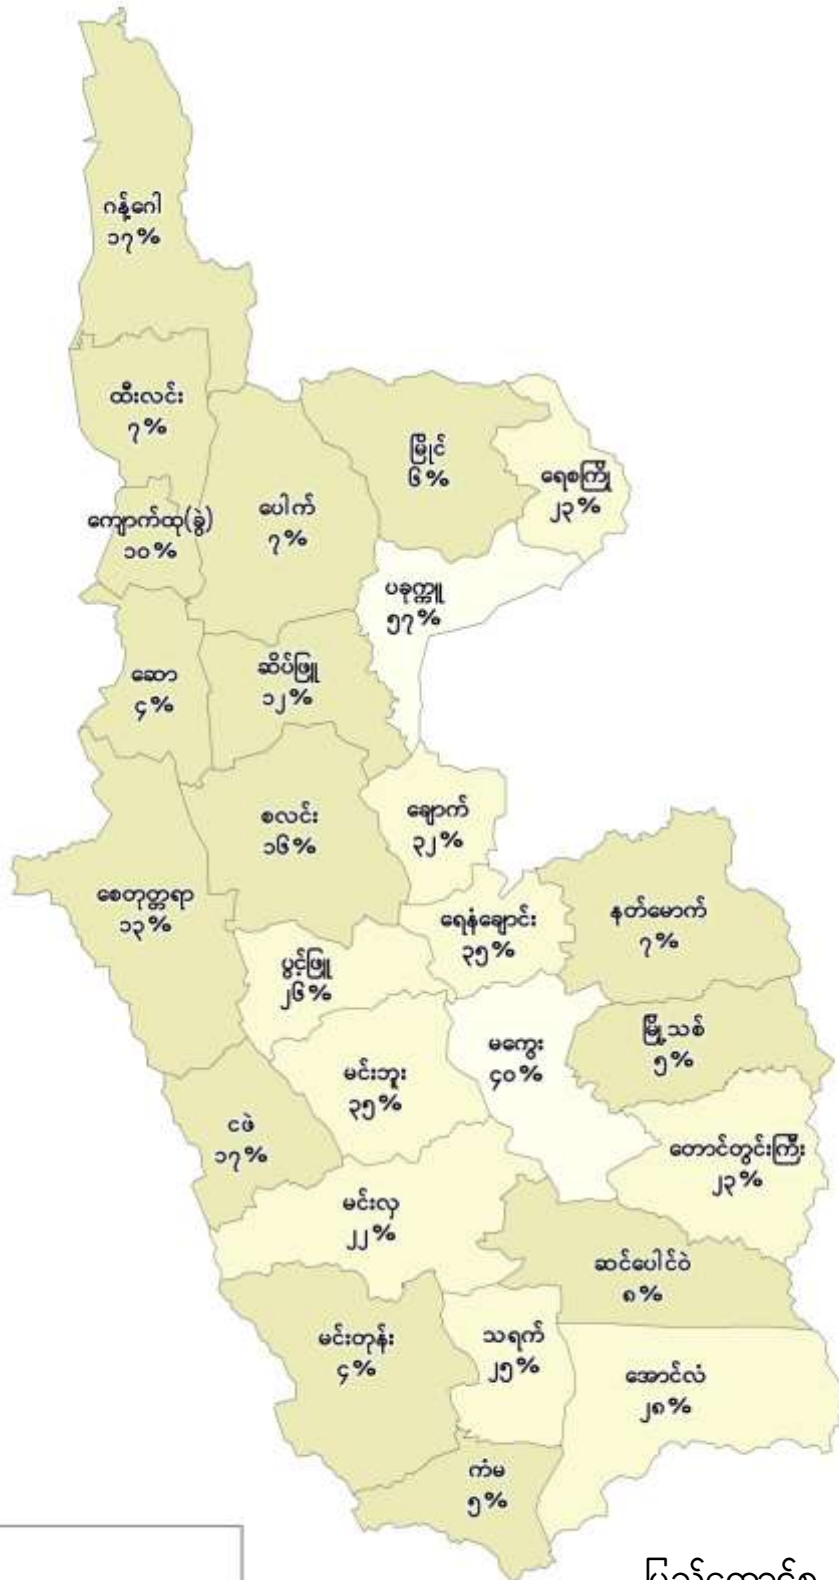 ဂန့်ဂေါ
၁၇%
ထီးလင်း
၇%
မြိုင်
၆%
ရေစကြို
၂၃%
ပေါက်
၇%
ကျောက်ထု(ခွဲ)
၁၀%
ပခုက္ကူ
၅၇%
ဆော
၄%
ဆိပ်ဖြူ
၁၂%
စလင်း
၁၆%
ချောက်
၃၂%
စေတုတ္တရာ
၁၃%
ရေနံချောင်း
၃၅%
နတ်မောက်
၇%
ပွင့်ဖြူ
၂၆%
မကွေး
၄၀%
မြို့သစ်
၅%
မင်းဘူး
၃၅%
ငဖဲ
၁၇%
တောင်တွင်းကြီး
၂၃%
မင်းလှ
၂၂%
ဆင်ပေါင်ဝဲ
၈%
မင်းတုန်း
၄%
သရက်
၂၅%
အောင်လံ
၂၈%
ကံမ
၅%